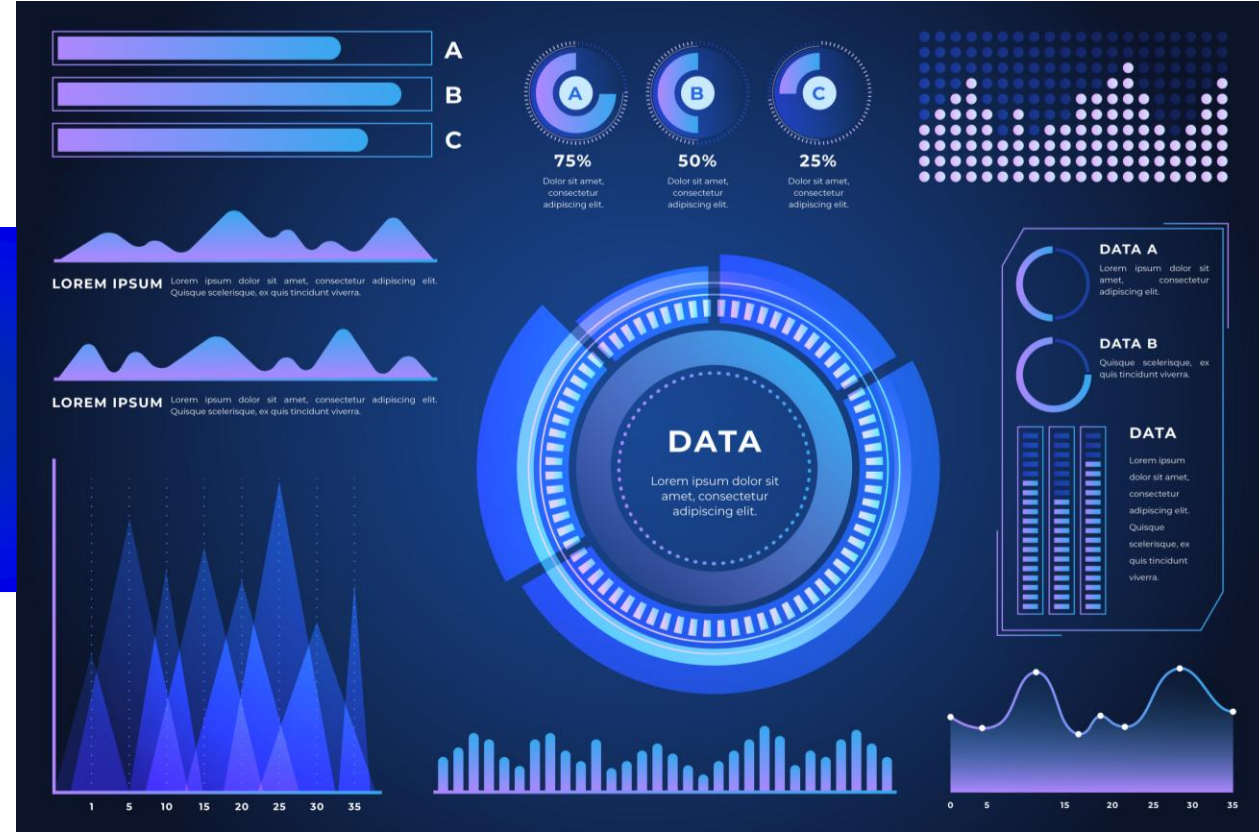 A
B
C
A
B
C
75%
50%
25%
Dolor sit amet,
consectetur
adipiscing elit.
Dolor sit amet,
consectetur
adipiscing elit.
Dolor sit amet,
consectetur
adipiscing elit.
LOREM IPSUM
Lorem ipsum dolor sit amet, consectetur adipiscing elit.
Quisque scelerisque, ex quis tincidunt viverra.
LOREM IPSUM
Lorem ipsum dolor sit amet, consectetur adipiscing elit.
Quisque scelerisque, ex quis tincidunt viverra.
1 5 10 15 20 25 30 35
DATA
Lorem ipsum dolor sit
amet, consectetur
adipiscing elit.
DATA A
Lorem ipsum dolor sit
amet, consectetur
adipiscing elit.
DATA B
Quisque scelerisque, ex
quis tincidunt viverra.
DATA
Lorem ipsum
dolor sit amet,
consectetur
adipiscing elit.
Quisque
scelerisque, ex
quis tincidunt
viverra.
0 5 15 20 25 30 35